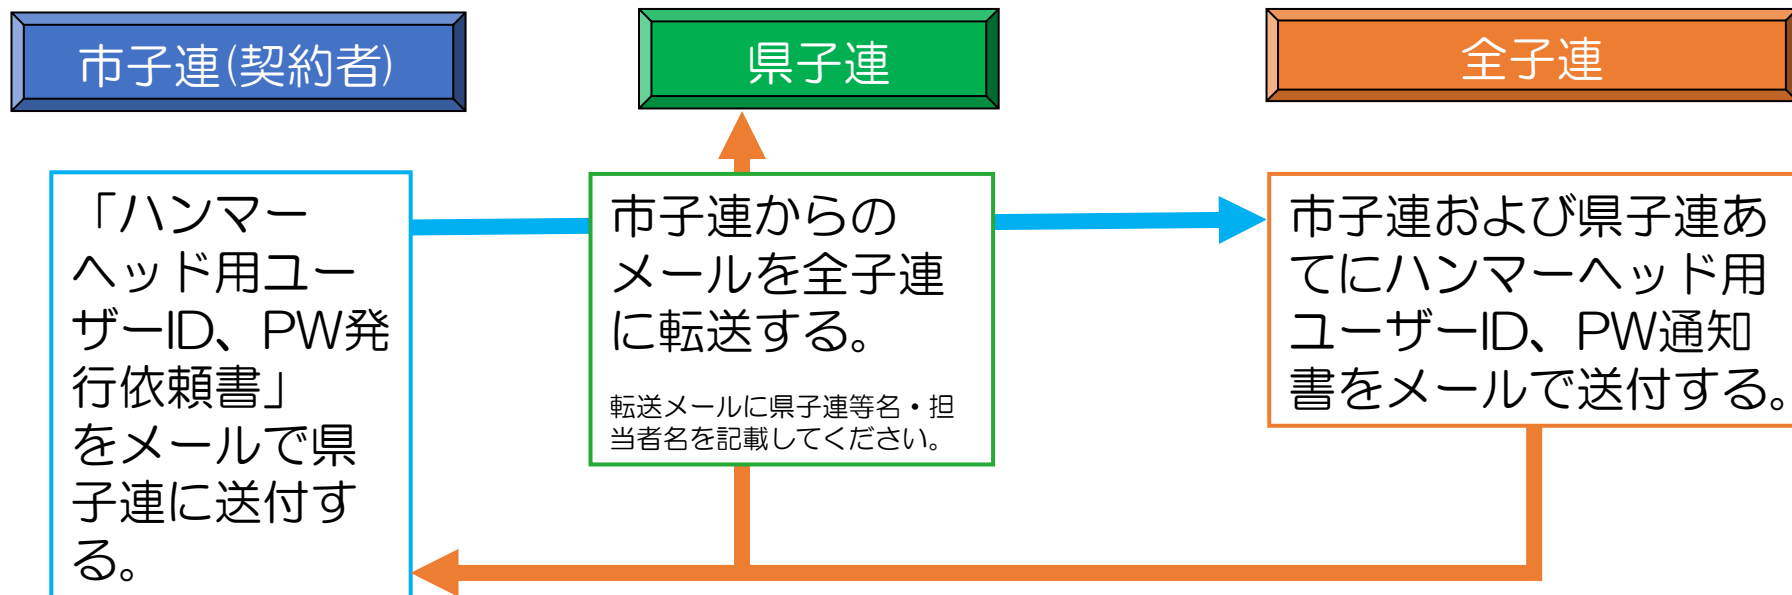 市子連(契約者)
県子連
全子連
「ハンマー
ヘッド用ユー
ザーID、PW発
行依頼書」
をメールで県
子連に送付す
る。
市子連からの
メールを全子連
に転送する。
転送メールに県子連等名・担
当者名を記載してください。
市子連および県子連あ
てにハンマーヘッド用
ユーザーID、PW通知
書をメールで送付する。